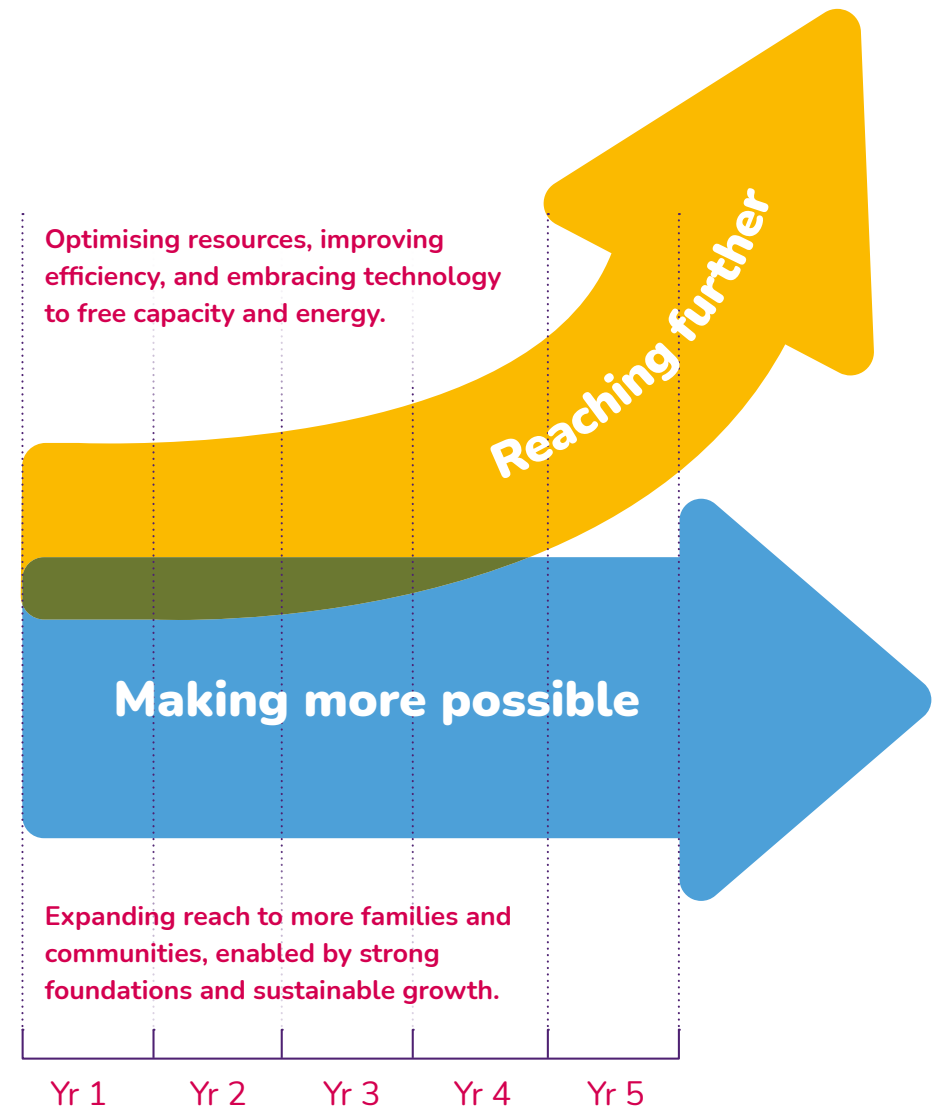 Optimising resources, improving
efficiency, and embracing technology
to free capacity and energy.
Reaching further
Making more possible
Expanding reach to more families and
communities, enabled by strong
foundations and sustainable growth.
Yr 1 Yr 2 Yr 3 Yr 4 Yr 5